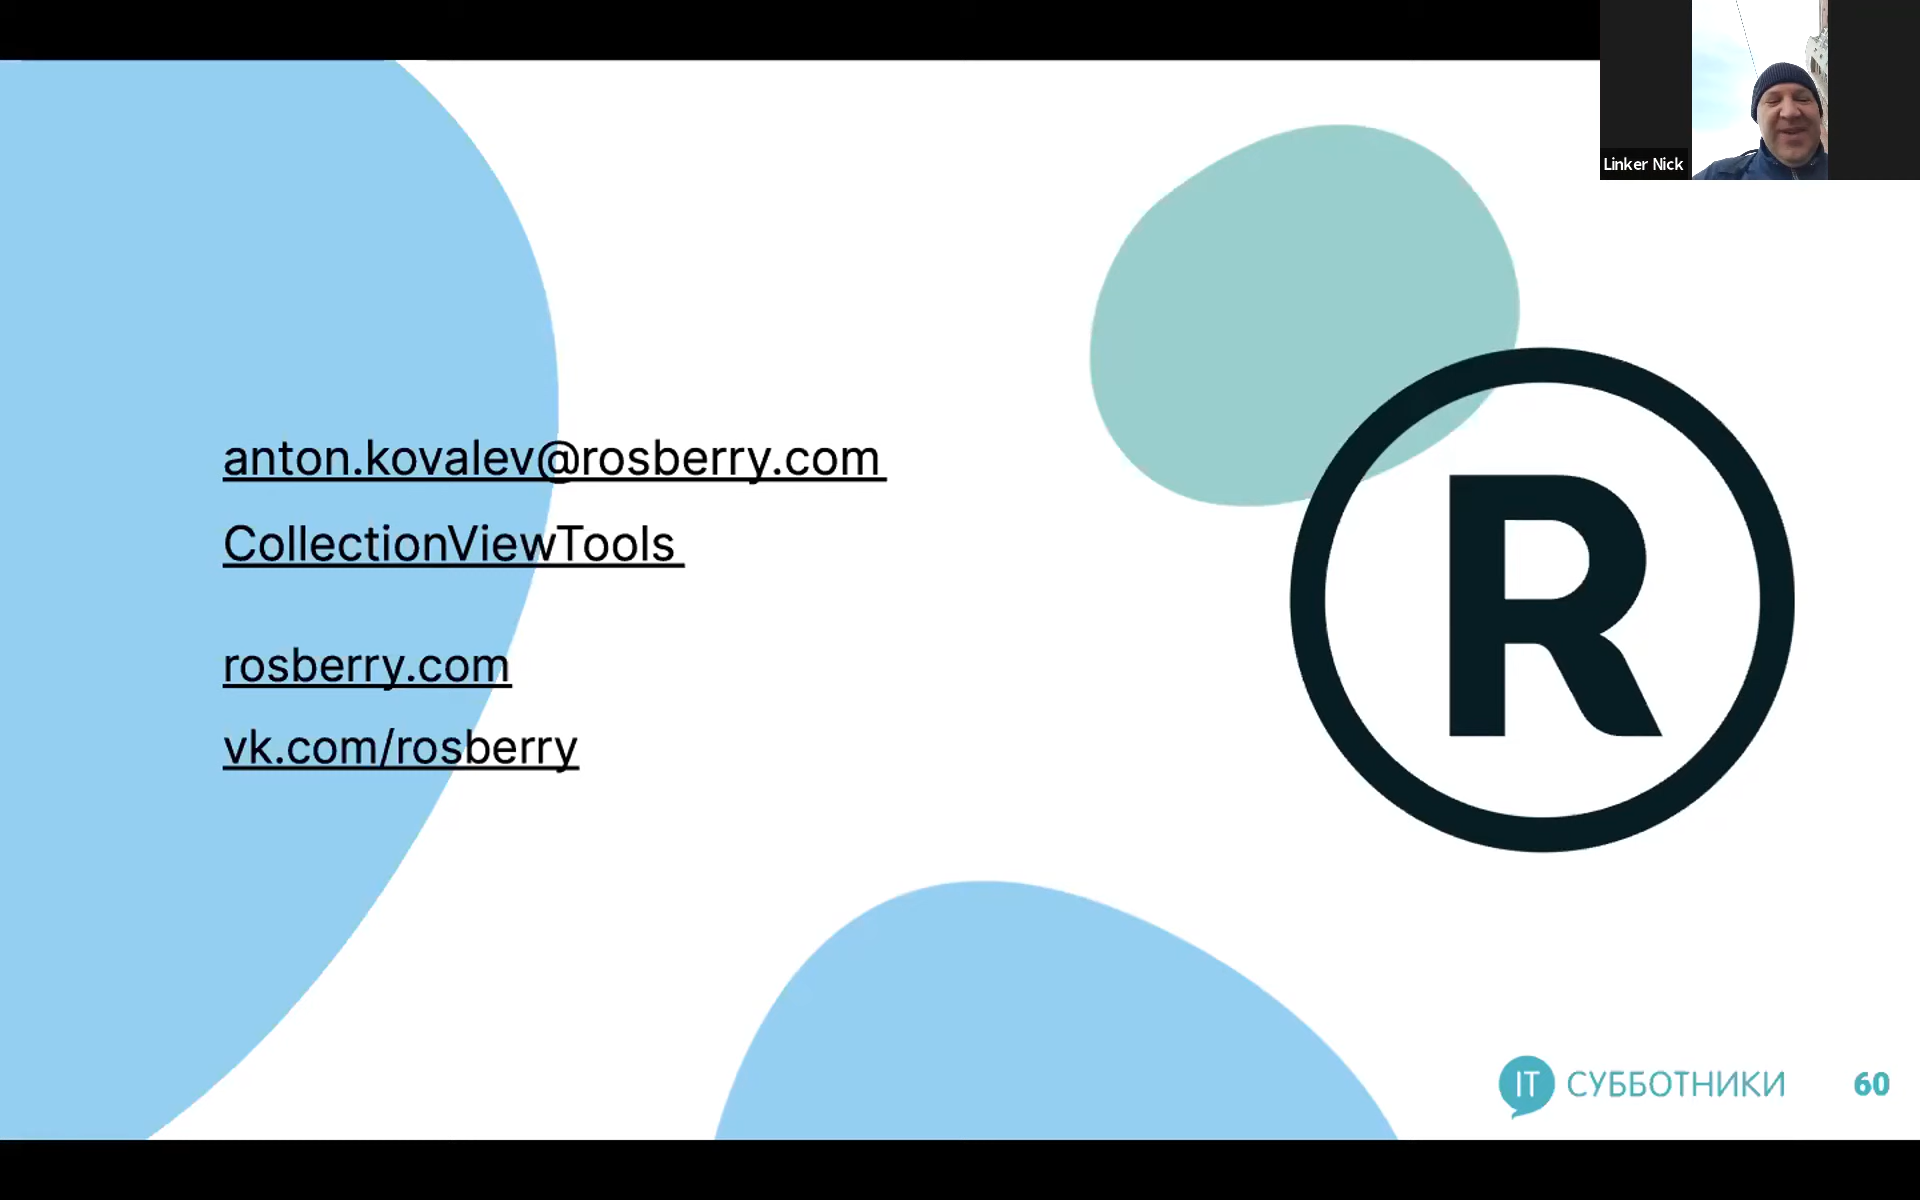 Linker Nick
anton.kovalev@rosberry.com
CollectionViewTools
rosberry.com
vk.com/rosberry
R
IT СУББОТНИКИ
60